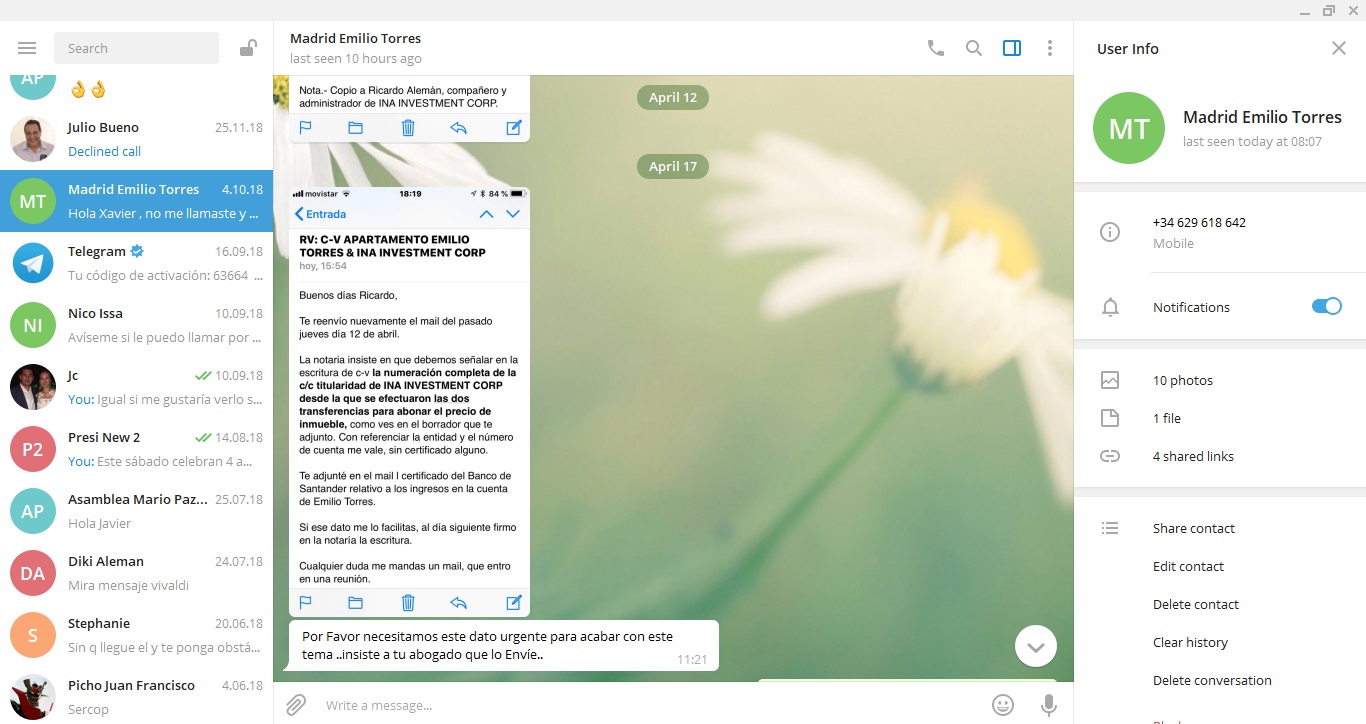 Search
AP
👌👌
Julio Bueno 25.11.18
Declined call
MT
Madrid Emilio Torres 4.10.18
Hola Xavier , no me llamaste y ...
Telegram 16.09.18
Tu código de activación: 63664 ...
NI
Nico Issa 10.09.18
Avíseme si le puedo llamar por ...
Jc 10.09.18
You: Igual si me gustaría verlo s...
P2
Presi New 2 14.08.18
You: Este sábado celebran 4 a...
AP
Asamblea Mario Paz... 25.07.18
Hola Javier
DA
Diki Aleman 24.07.18
Mira mensaje vivaldi
S
Stephanie 20.06.18
Sin q llegue el y te ponga obstá...
Picho Juan Francisco 4.06.18
Sercop
Madrid Emilio Torres
last seen 10 hours ago
Nota.- Copio a Ricardo Alemán, compañero y
administrador de INA INVESTMENT CORP.
April 12
April 17
movistar 18:19 84 %
Entrada
RV: C-V APARTAMENTO EMILIO
TORRES & INA INVESTMENT CORP
hoy, 15:54
Buenos días Ricardo,
Te reenvío nuevamente el mail del pasado
jueves día 12 de abril.
La notaria insiste en que debemos señalar en la
escritura de c-v la numeración completa de la
c/c titularidad de INA INVESTMENT CORP
desde la que se efectuaron las dos
transferencias para abonar el precio de
inmueble, como ves en el borrador que te
adjunto. Con referenciar la entidad y el número
de cuenta me vale, sin certificado alguno.
Te adjunté en el mail l certificado del Banco de
Santander relativo a los ingresos en la cuenta
de Emilio Torres.
Si ese dato me lo facilitas, al día siguiente firmo
en la notaría la escritura.
Cualquier duda me mandas un mail, que entro
en una reunión.
Por Favor necesitamos este dato urgente para acabar con este
tema ..insiste a tu abogado que lo Envíe..
11:21
Write a message...
User Info
MT
Madrid Emilio Torres
last seen today at 08:07
+34 629 618 642
Mobile
Notifications
10 photos
1 file
4 shared links
Share contact
Edit contact
Delete contact
Clear history
Delete conversation